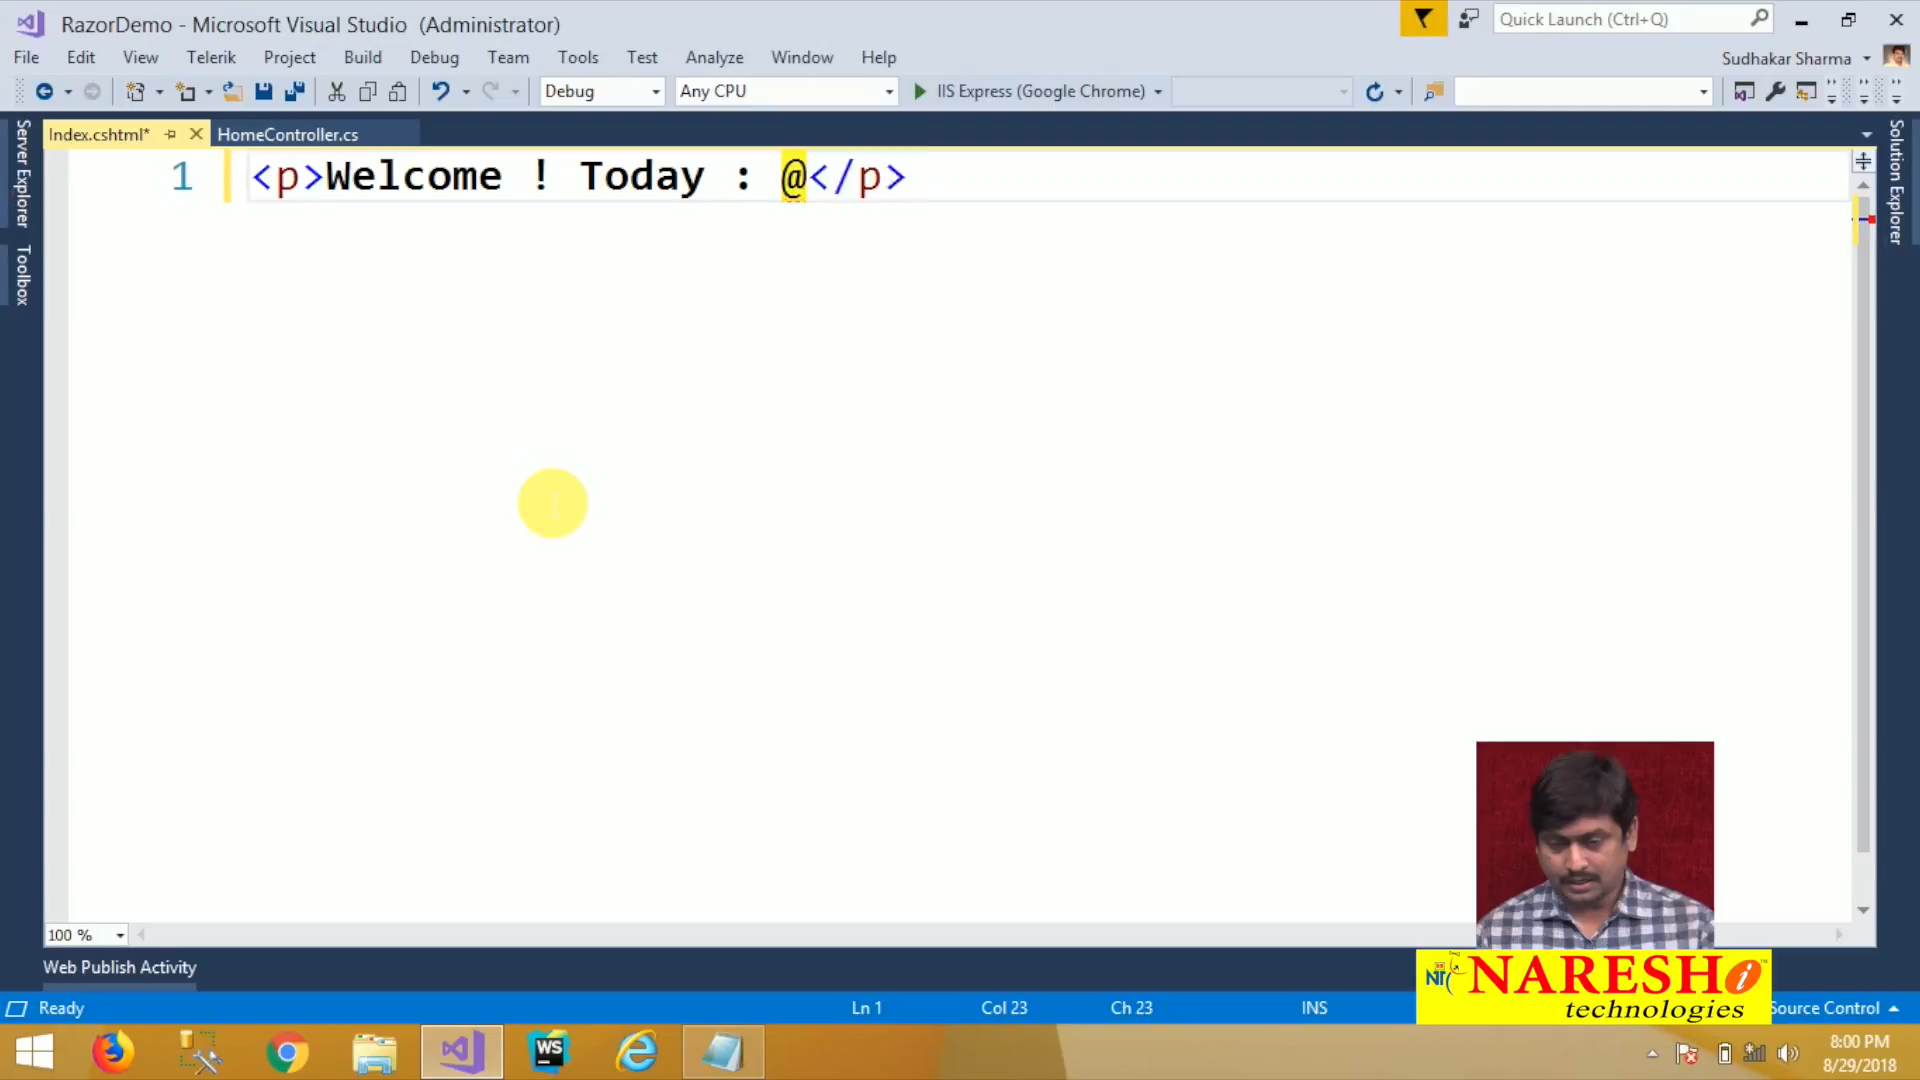 RazorDemo - Microsoft Visual Studio (Administrator)
Quick Launch (Ctrl+Q)
File Edit View Telerik Project Build Debug Team Tools Test Analyze Window Help
Sudhakar Sharma
Debug Any CPU IIS Express (Google Chrome)
Index.cshtml* HomeController.cs
Server Explorer
Toolbox
Solution Explorer
1 <p>Welcome ! Today : @</p>
100 %
Web Publish Activity
NARESH i
technologies
Ready Ln 1 Col 23 Ch 23 INS Source Control
WS
8:00 PM
8/29/2018